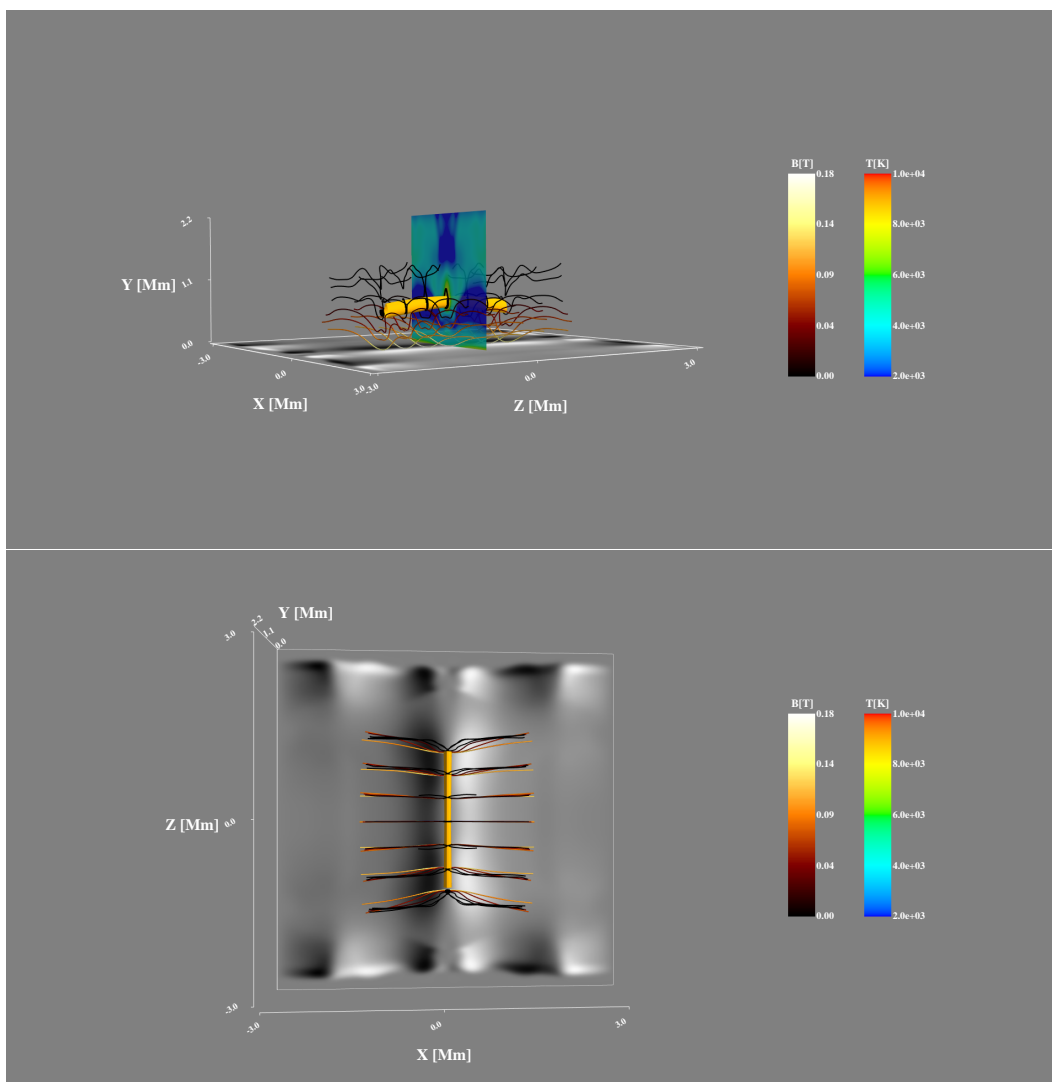 B[T] T[K]
0.18 1.0e+04
0.14 8.0e+03
0.09 6.0e+03
0.04 4.0e+03
0.00 2.0e+03
2.2
Y [Mm] 1.1
0.0
-3.0
0.0
3.0 -3.0
X [Mm]
0.0
Z [Mm]
3.0
Y [Mm]
2.2
1.1
0.0
3.0
Z [Mm] 0.0
-3.0
-3.0 0.0 3.0
X [Mm]
B[T] T[K]
0.18 1.0e+04
0.14 8.0e+03
0.09 6.0e+03
0.04 4.0e+03
0.00 2.0e+03